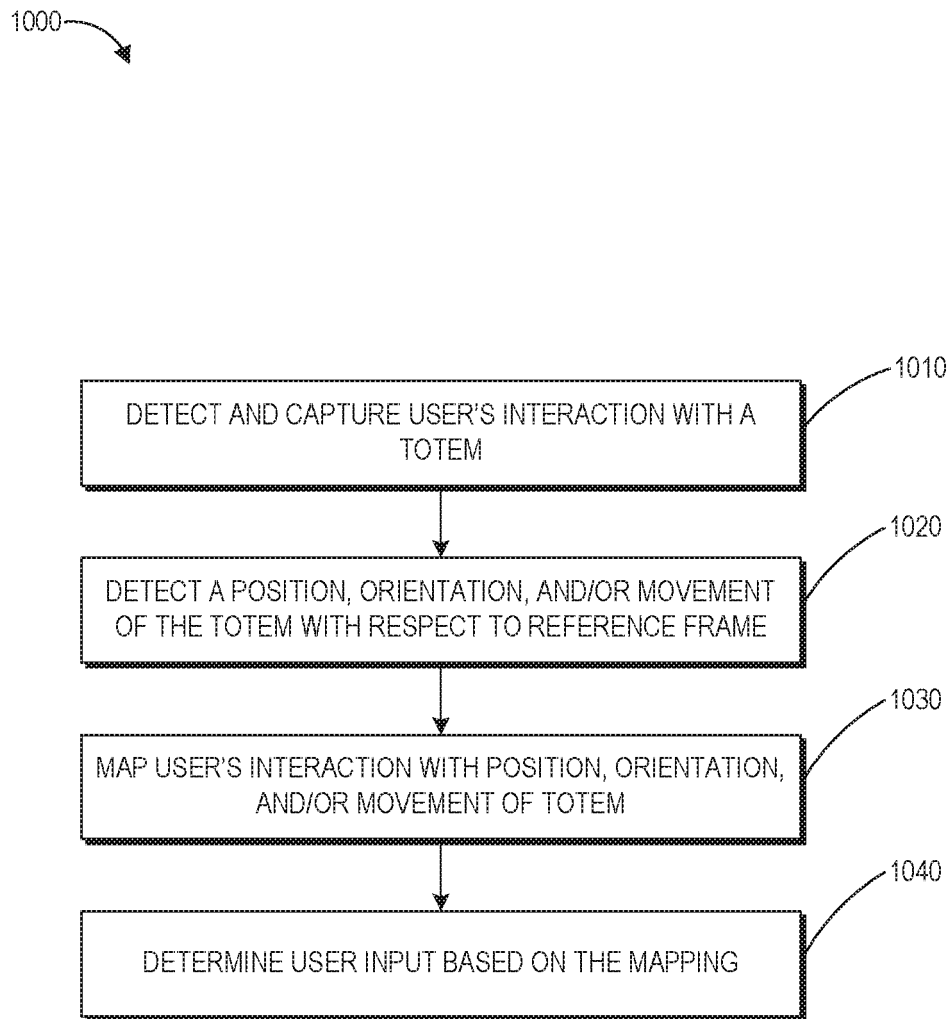 1000
1010
DETECT AND CAPTURE USER'S INTERACTION WITH A
TOTEM
1020
DETECT A POSITION, ORIENTATION, AND/OR MOVEMENT
OF THE TOTEM WITH RESPECT TO REFERENCE FRAME
1030
MAP USER'S INTERACTION WITH POSITION, ORIENTATION,
AND/OR MOVEMENT OF TOTEM
1040
DETERMINE USER INPUT BASED ON THE MAPPING